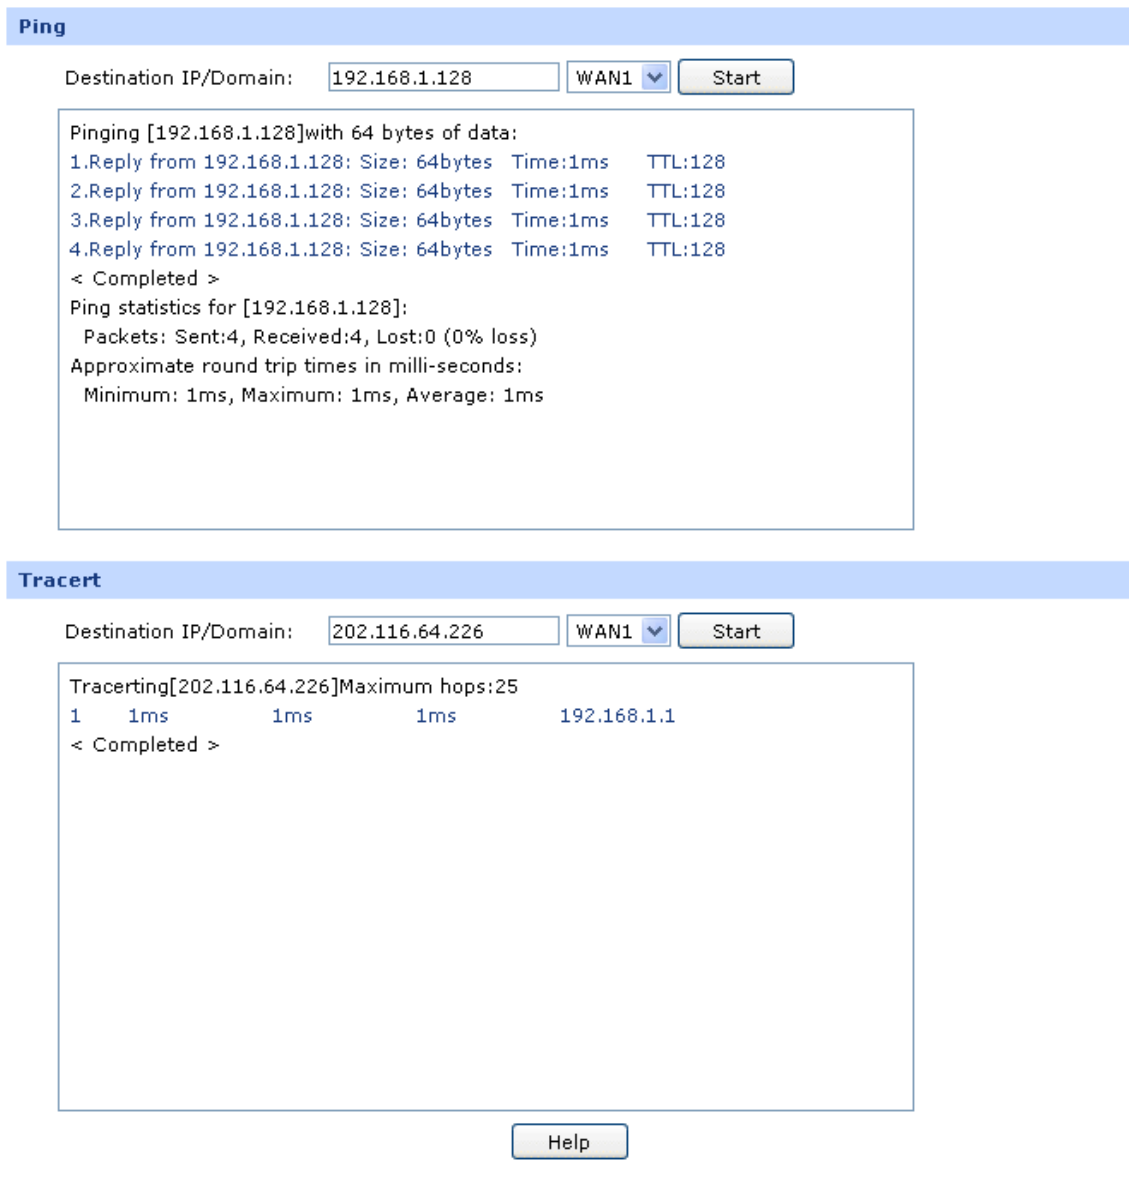 Ping
Destination IP/Domain: 192.168.1.128 WAN1 Start
Pinging [192.168.1.128]with 64 bytes of data:
1.Reply from 192.168.1.128: Size: 64bytes Time:1ms TTL:128
2.Reply from 192.168.1.128: Size: 64bytes Time:1ms TTL:128
3.Reply from 192.168.1.128: Size: 64bytes Time:1ms TTL:128
4.Reply from 192.168.1.128: Size: 64bytes Time:1ms TTL:128
< Completed >
Ping statistics for [192.168.1.128]:
Packets: Sent:4, Received:4, Lost:0 (0% loss)
Approximate round trip times in milli-seconds:
Minimum: 1ms, Maximum: 1ms, Average: 1ms
Tracert
Destination IP/Domain: 202.116.64.226 WAN1 Start
Tracerting[202.116.64.226]Maximum hops:25
1 1ms 1ms 1ms 192.168.1.1
< Completed >
Help